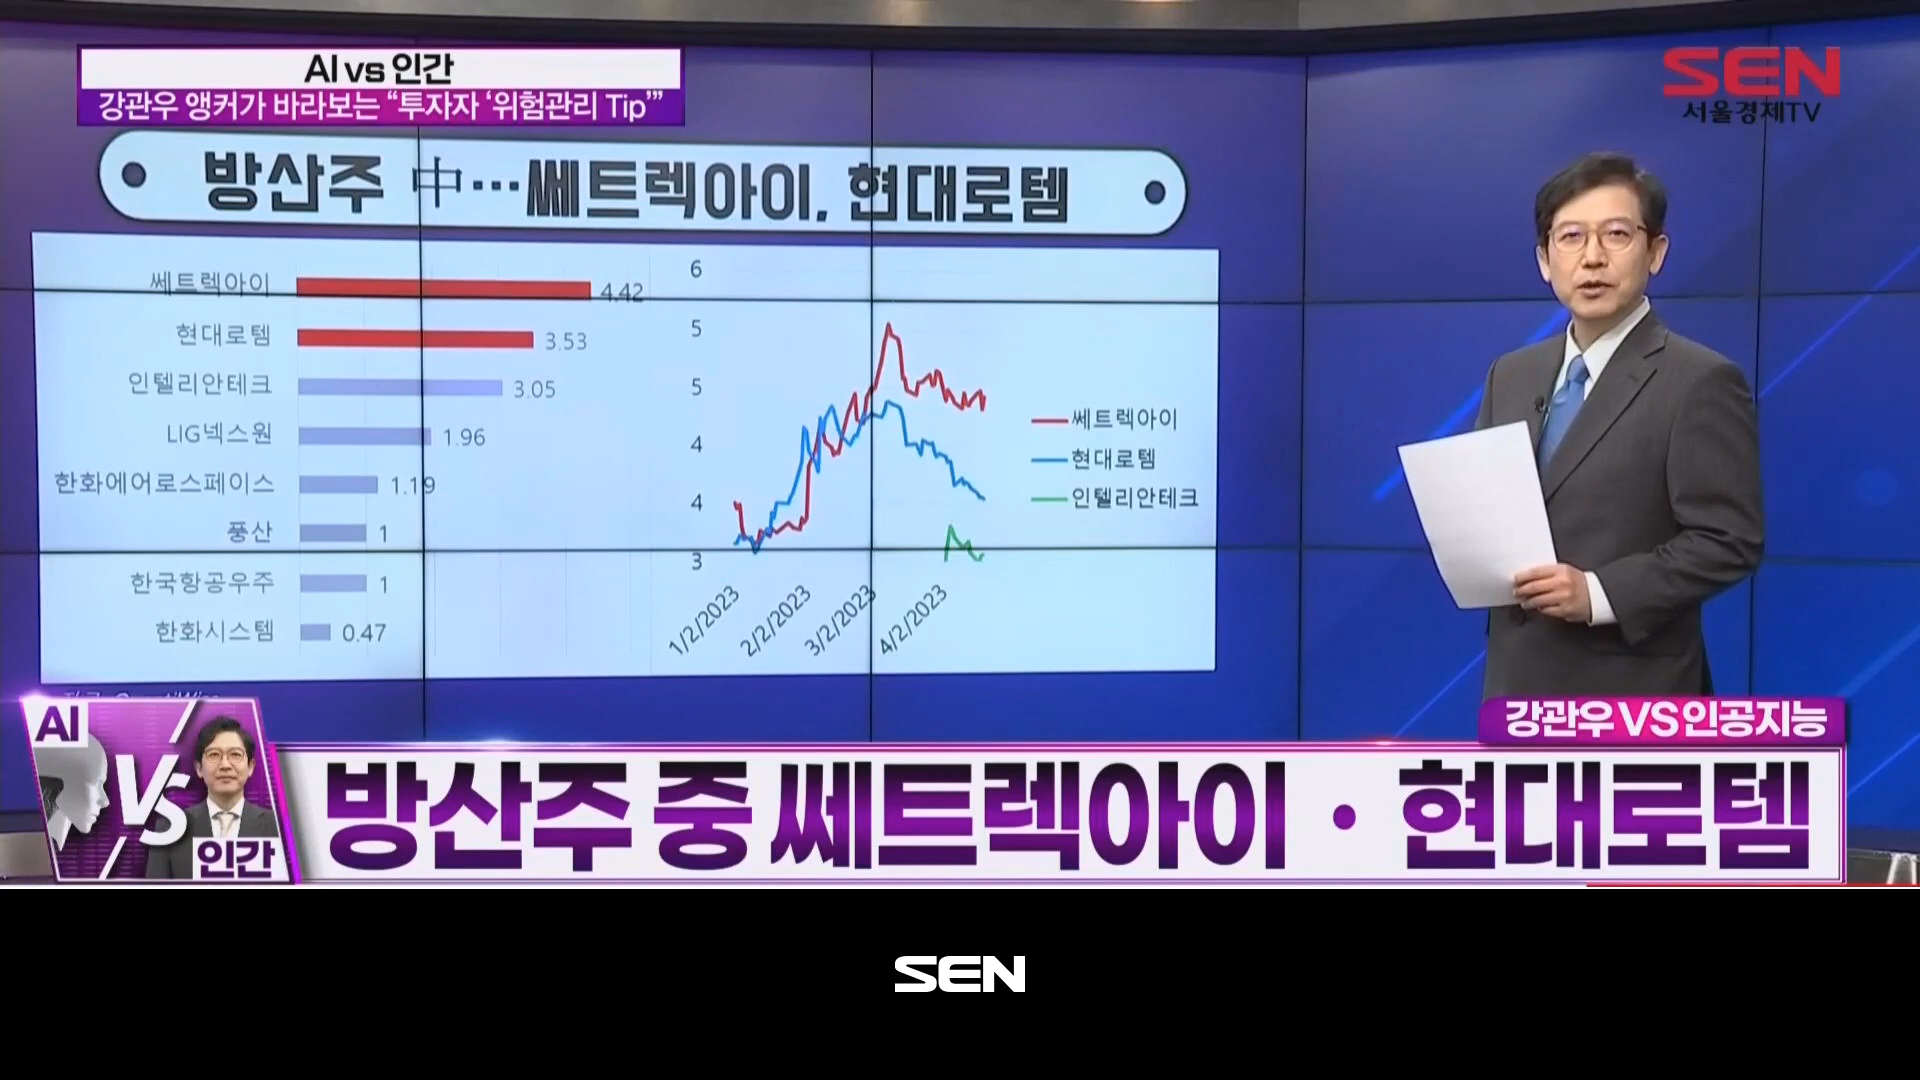 AI vs 인간
강관우 앵커가 바라보는 “투자자 ‘위험관리 Tip’”
SEN
서울경제TV
방산주 中…쎄트렉아이, 현대로템
쎄트렉아이 4.42
현대로템 3.53
인텔리안테크 3.05
LIG넥스원 1.96
한화에어로스페이스 1.19
풍산 1
한국항공우주 1
한화시스템 0.47
6
5
5
4
4
3
1/2/2023
2/2/2023
3/2/2023
4/2/2023
쎄트렉아이
현대로템
인텔리안테크
AI
VS
인간
강관우 VS 인공지능
방산주 중 쎄트렉아이·현대로템
SEN